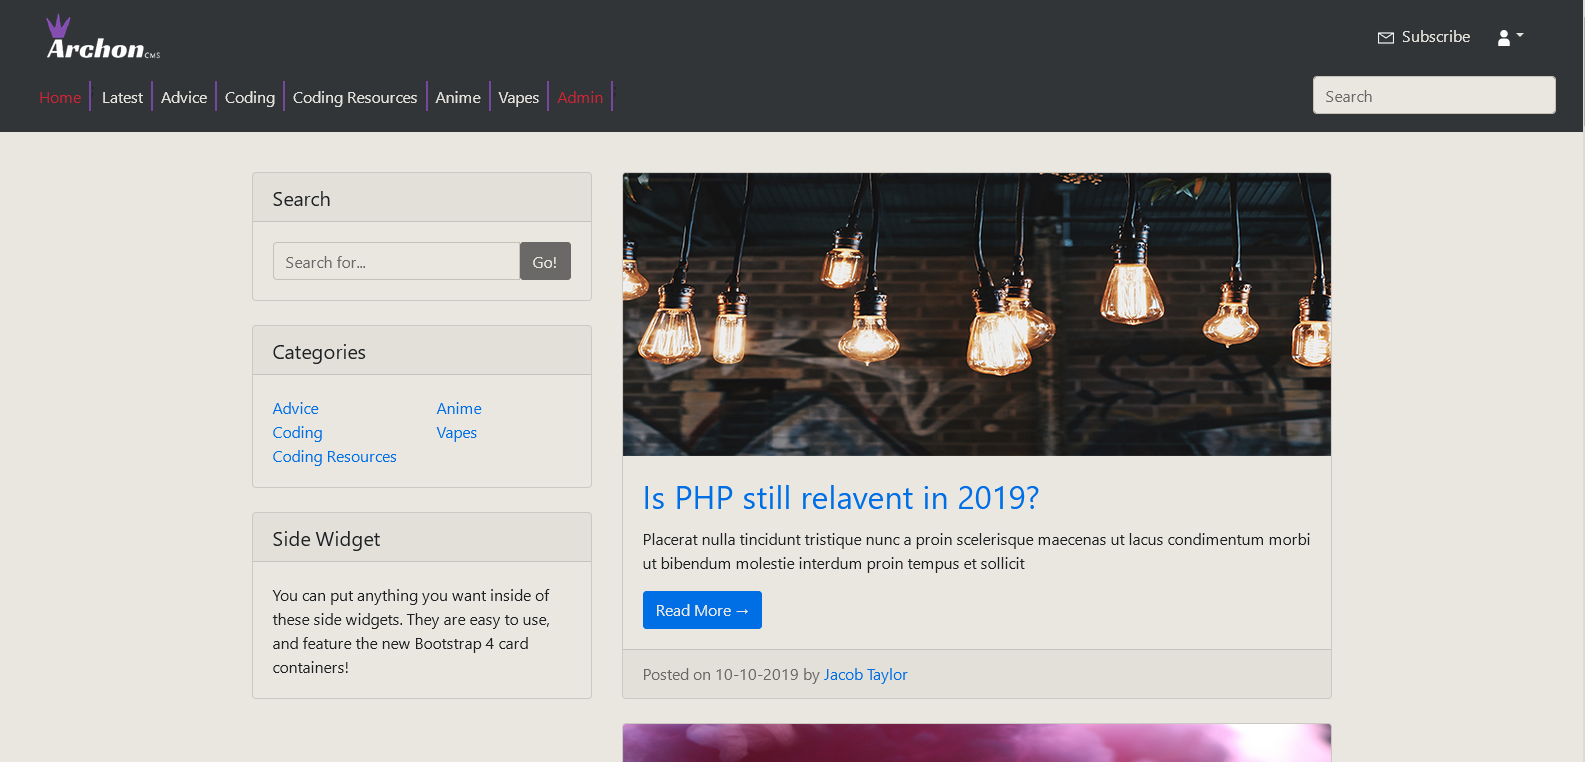 Archon CMS
Subscribe
Home Latest Advice Coding Coding Resources Anime Vapes Admin
Search
Search
Search for... Go!
Categories
Advice Anime
Coding Vapes
Coding Resources
Side Widget
You can put anything you want inside of
these side widgets. They are easy to use,
and feature the new Bootstrap 4 card
containers!
Is PHP still relavent in 2019?
Placerat nulla tincidunt tristique nunc a proin scelerisque maecenas ut lacus condimentum morbi
ut bibendum molestie interdum proin tempus et sollicit
Read More →
Posted on 10-10-2019 by Jacob Taylor